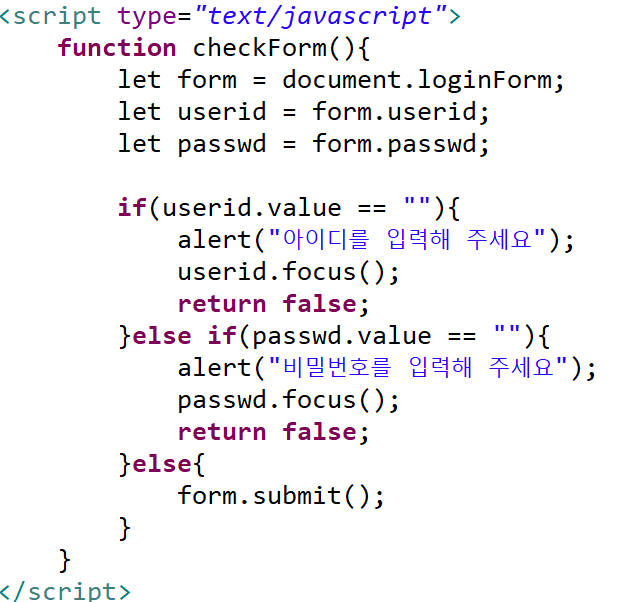 <script type="text/javascript">
function checkForm(){
let form = document.loginForm;
let userid = form.userid;
let passwd = form.passwd;
if(userid.value == ""){
alert("아이디를 입력해 주세요");
userid.focus();
return false;
}else if(passwd.value == ""){
alert("비밀번호를 입력해 주세요");
passwd.focus();
return false;
}else{
form.submit();
}
}
</script>